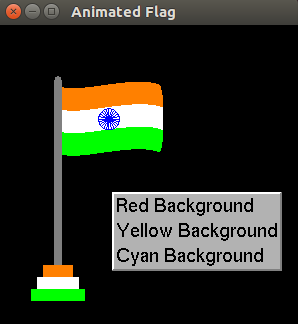 Animated Flag
Red Background
Yellow Background
Cyan Background